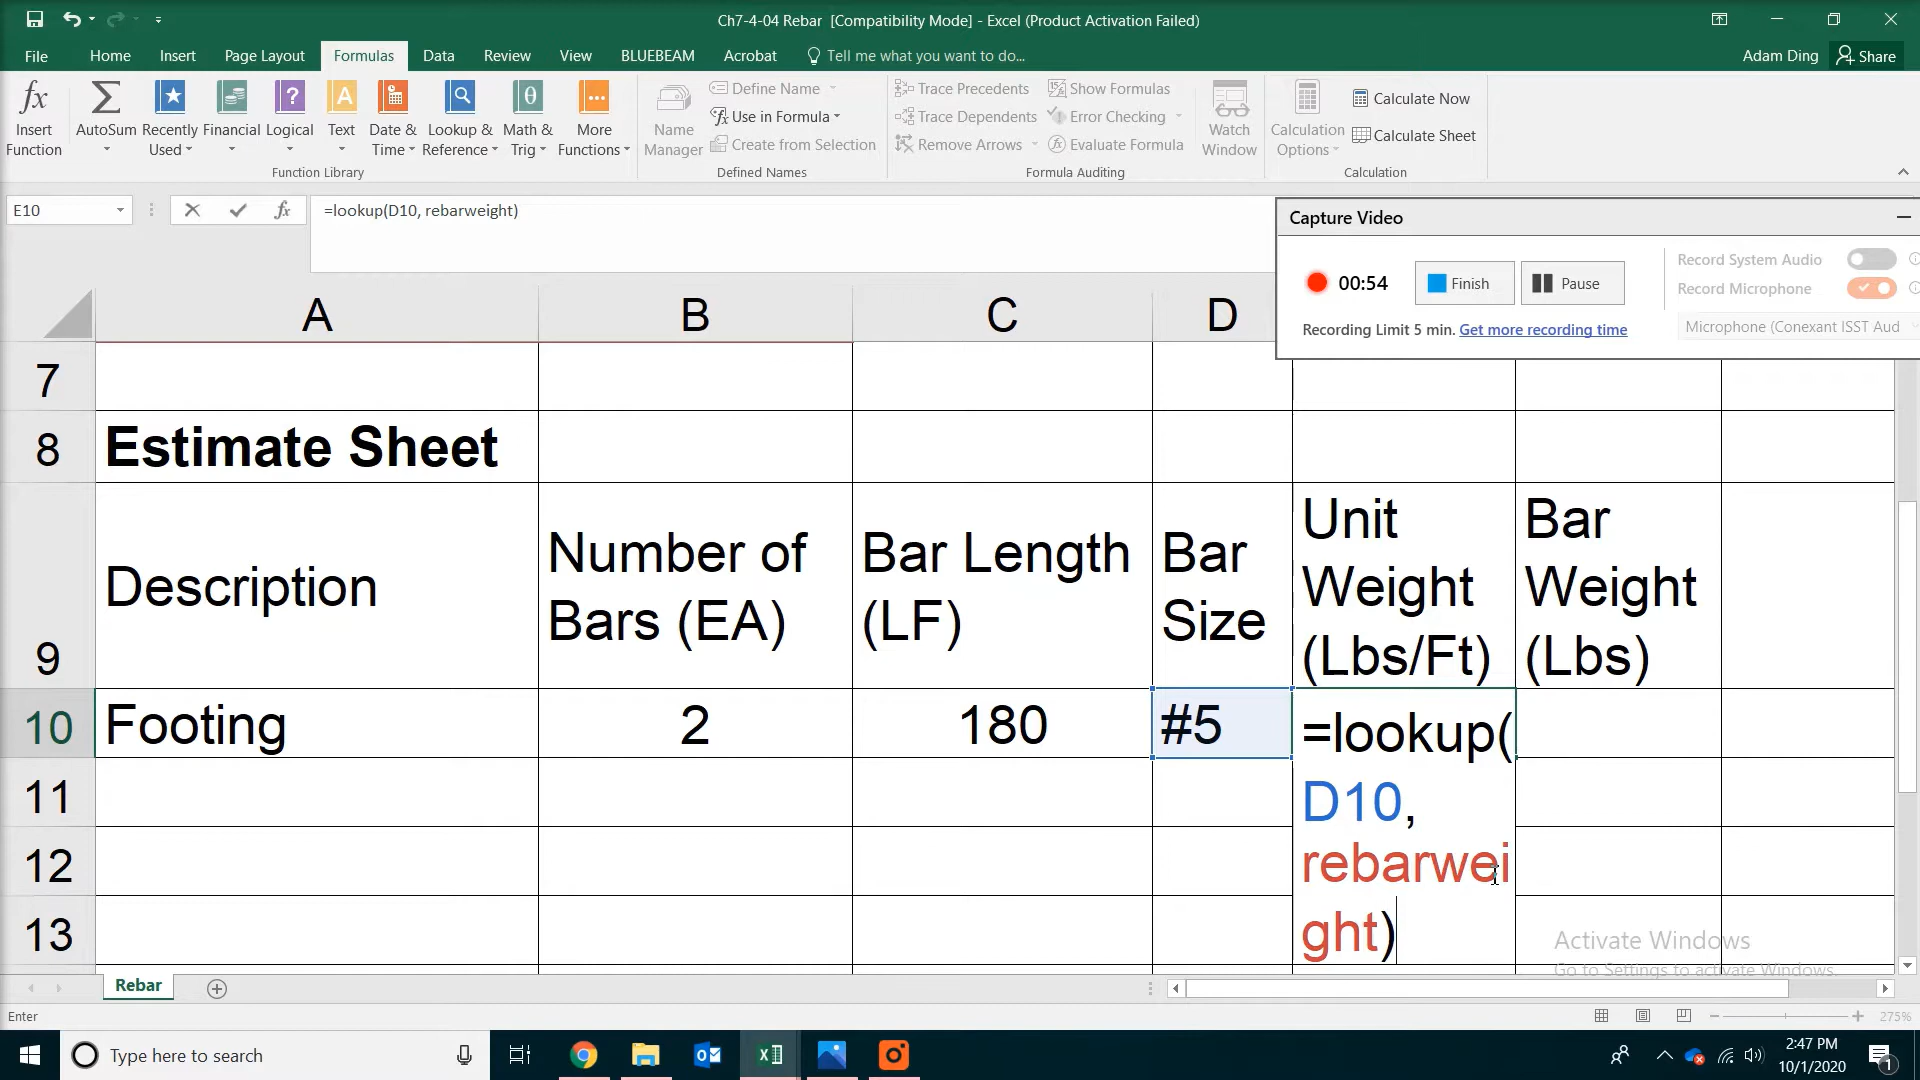 Ch7-4-04 Rebar  [Compatibility Mode] - Excel (Product Activation Failed)
File Home Insert Page Layout Formulas Data Review View BLUEBEAM Acrobat Tell me what you want to do... Adam Ding Share
Insert Function
AutoSum
Recently Used
Financial
Logical
Text
Date & Time
Lookup & Reference
Math & Trig
More Functions
Function Library
Name Manager
Define Name
Use in Formula
Create from Selection
Defined Names
Trace Precedents
Trace Dependents
Remove Arrows
Show Formulas
Error Checking
Evaluate Formula
Formula Auditing
Watch Window
Calculation Options
Calculate Now
Calculate Sheet
Calculation
E10 fx =lookup(D10, rebarweight)
Capture Video
00:54 Finish Pause
Recording Limit 5 min. Get more recording time
Record System Audio
Record Microphone
Microphone (Conexant ISST Aud
A B C D
7
8 Estimate Sheet
9 Description
Number of
Bars (EA)
Bar Length
(LF)
Bar
Size
Unit
Weight
(Lbs/Ft)
Bar
Weight
(Lbs)
10 Footing 2 180 #5 =lookup(
D10,
rebarwei
ght)
11
12
13
Activate Windows
Go to Settings to activate Windows.
Rebar
Enter
275%
Type here to search
2:47 PM
10/1/2020
1